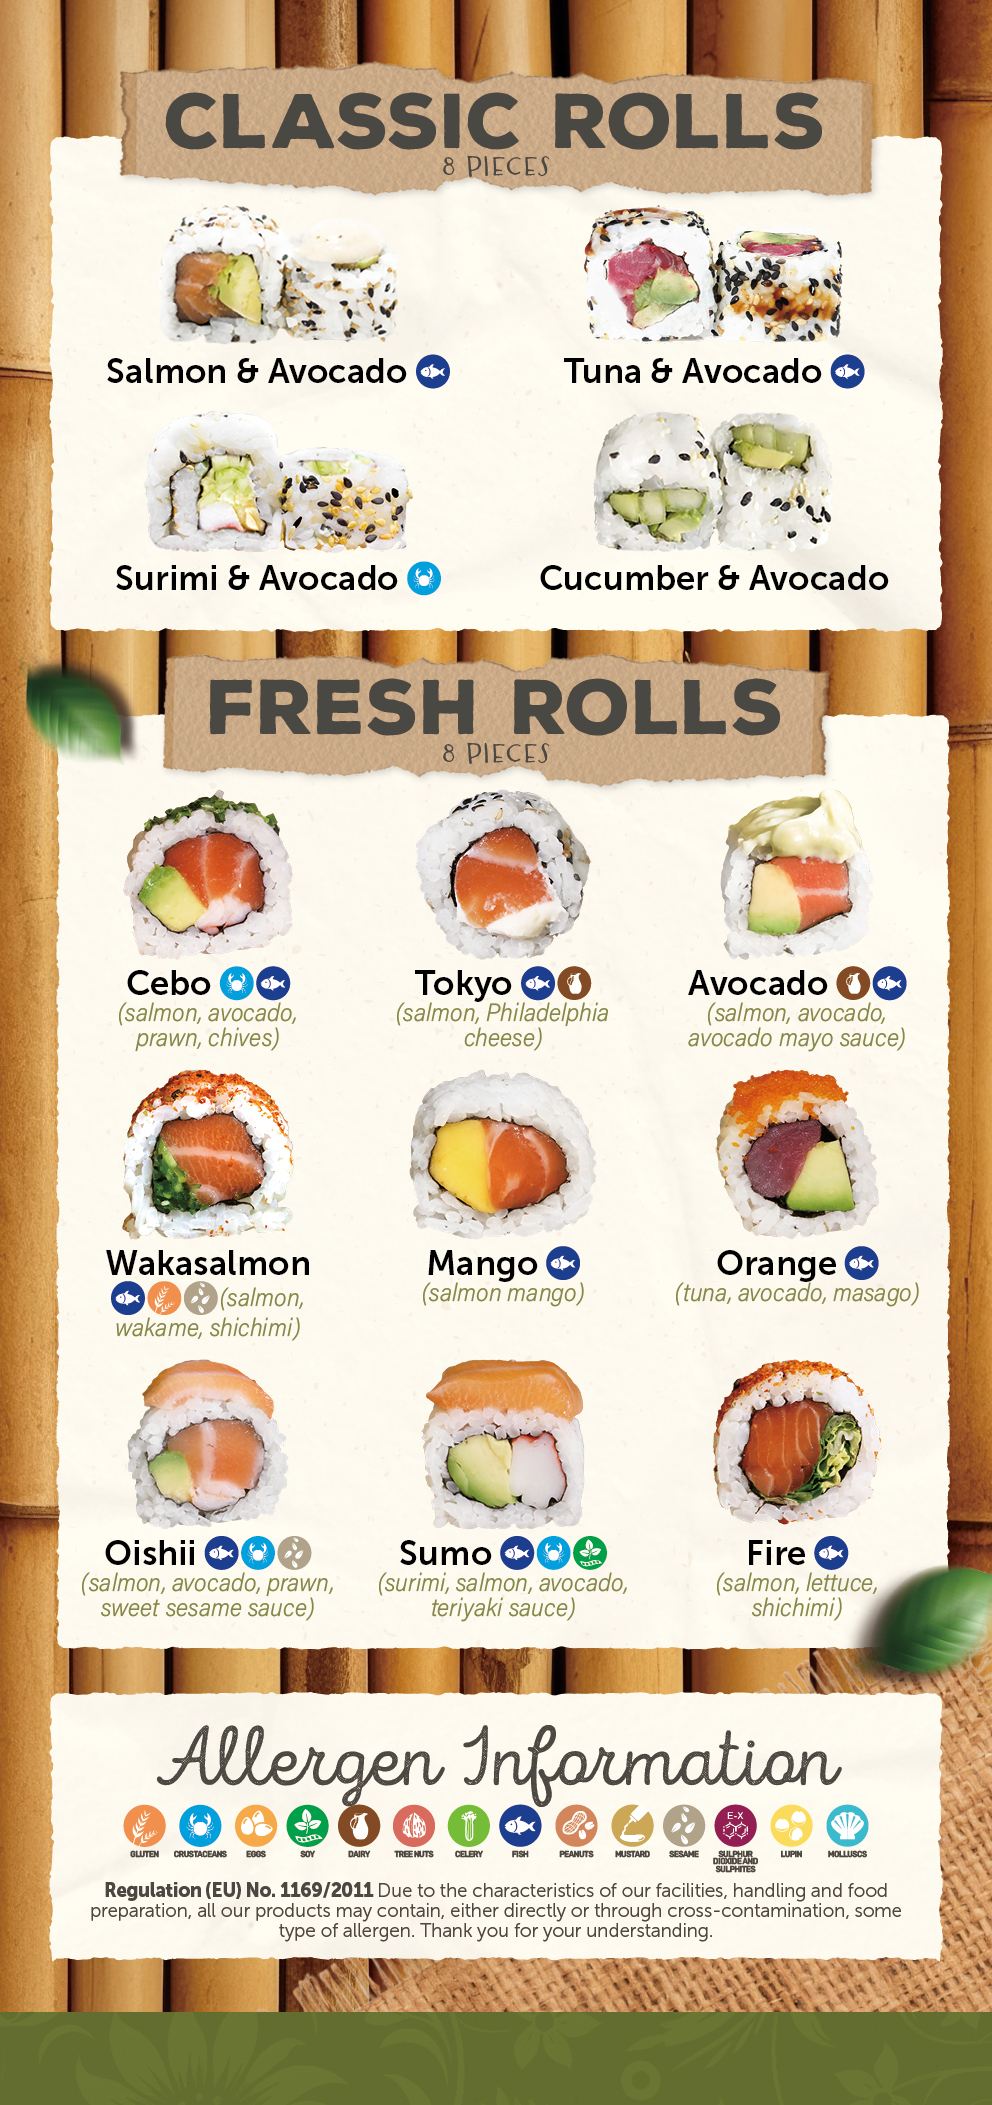 CLASSIC ROLLS
8 PIECES
Salmon & Avocado
Tuna & Avocado
Surimi & Avocado
Cucumber & Avocado
FRESH ROLLS
8 PIECES
Cebo
(salmon, avocado,
prawn, chives)
Tokyo
(salmon, Philadelphia
cheese)
Avocado
(salmon, avocado,
avocado mayo sauce)
Wakasalmon
(salmon,
wakame, shichimi)
Mango
(salmon mango)
Orange
(tuna, avocado, masago)
Oishii
(salmon, avocado, prawn,
sweet sesame sauce)
Sumo
(surimi, salmon, avocado,
teriyaki sauce)
Fire
(salmon, lettuce,
shichimi)
Allergen Information
E-X
GLUTEN
CRUSTACEANS
EGGS
SOY
DAIRY
TREE NUTS
CELERY
FISH
PEANUTS
MUSTARD
SESAME
SULPHUR
DIOXIDE AND
SULPHITES
LUPIN
MOLLUSCS
Regulation (EU) No. 1169/2011 Due to the characteristics of our facilities, handling and food
preparation, all our products may contain, either directly or through cross-contamination, some
type of allergen. Thank you for your understanding.